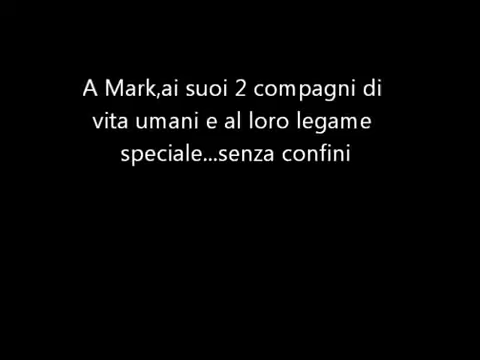 A Mark,ai suoi 2 compagni di
vita umani e al loro legame
speciale...senza confini